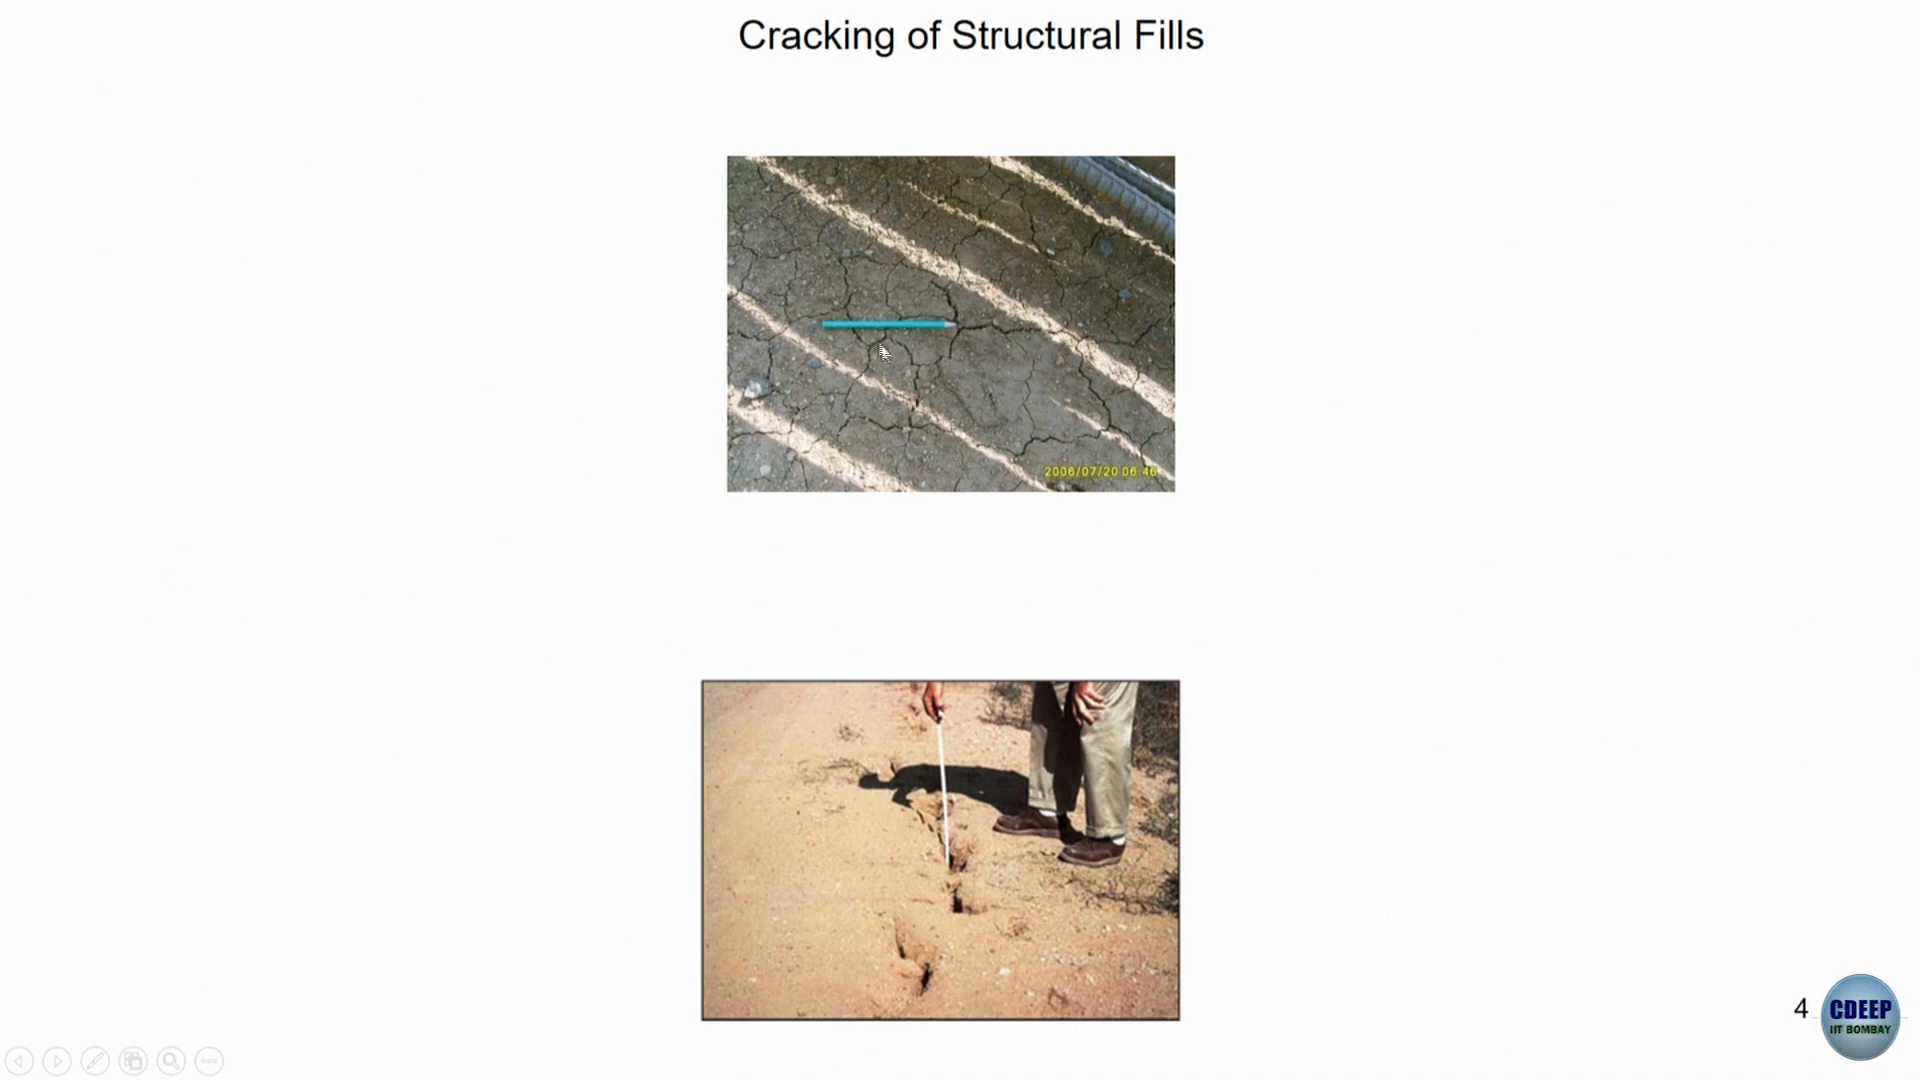 Cracking of Structural Fills
2006/07/20 06:46
4
CDEEP
IIT BOMBAY